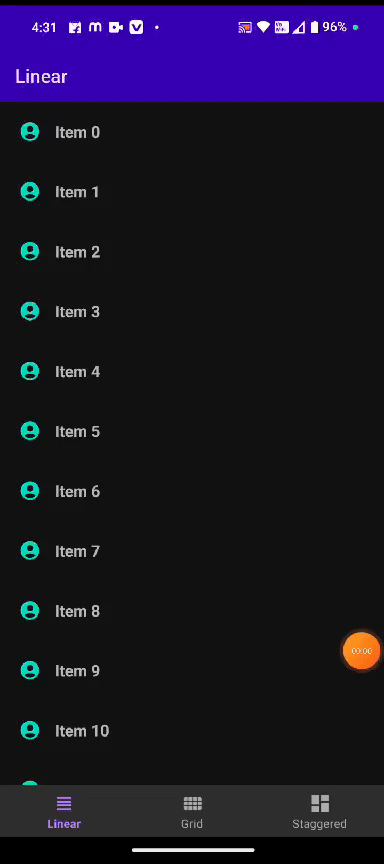 4:31
96%
Linear
Item 0
Item 1
Item 2
Item 3
Item 4
Item 5
Item 6
Item 7
Item 8
00:00
Item 9
Item 10
Linear
Grid
Staggered